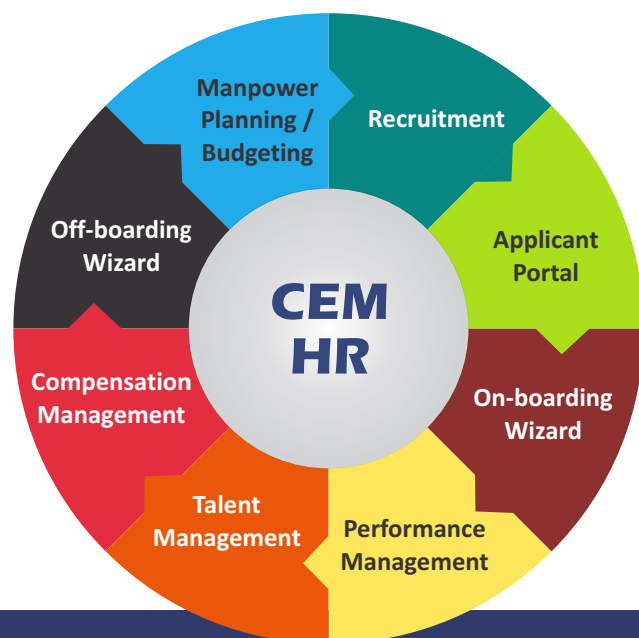 Manpower
Planning /
Budgeting
Recruitment
Applicant
Portal
On-boarding
Wizard
Performance
Management
Talent
Management
Compensation
Management
Off-boarding
Wizard
CEM
HR